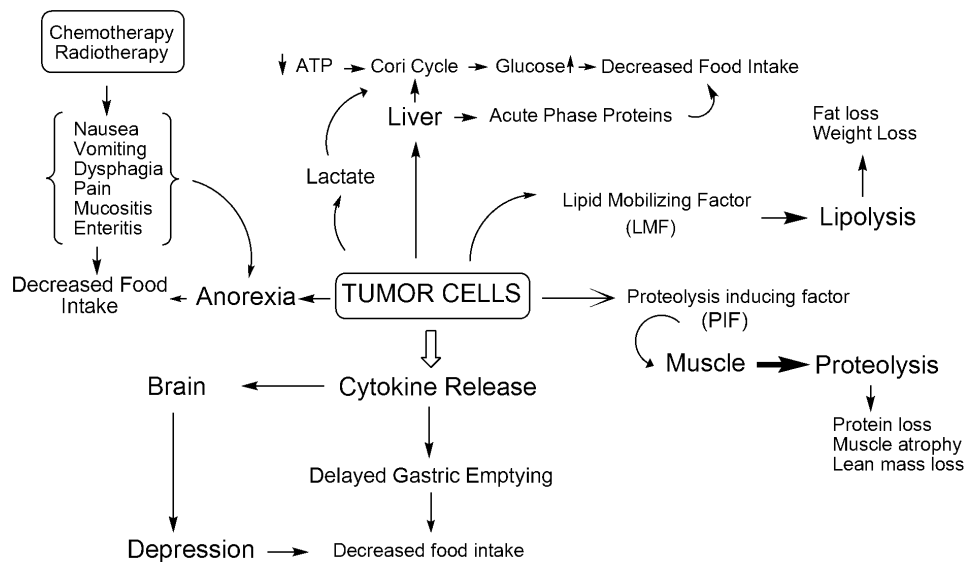 Chemotherapy
Radiotherapy
ATP
Cori Cycle
Glucose
Decreased Food Intake
Liver
Acute Phase Proteins
Lactate
Fat loss
Weight Loss
Nausea
Vomiting
Dysphagia
Pain
Mucositis
Enteritis
Lipid Mobilizing Factor
(LMF)
Lipolysis
Decreased Food
Intake
Anorexia
TUMOR CELLS
Proteolysis inducing factor
(PIF)
Muscle
Proteolysis
Brain
Cytokine Release
Protein loss
Muscle atrophy
Lean mass loss
Delayed Gastric Emptying
Depression
Decreased food intake